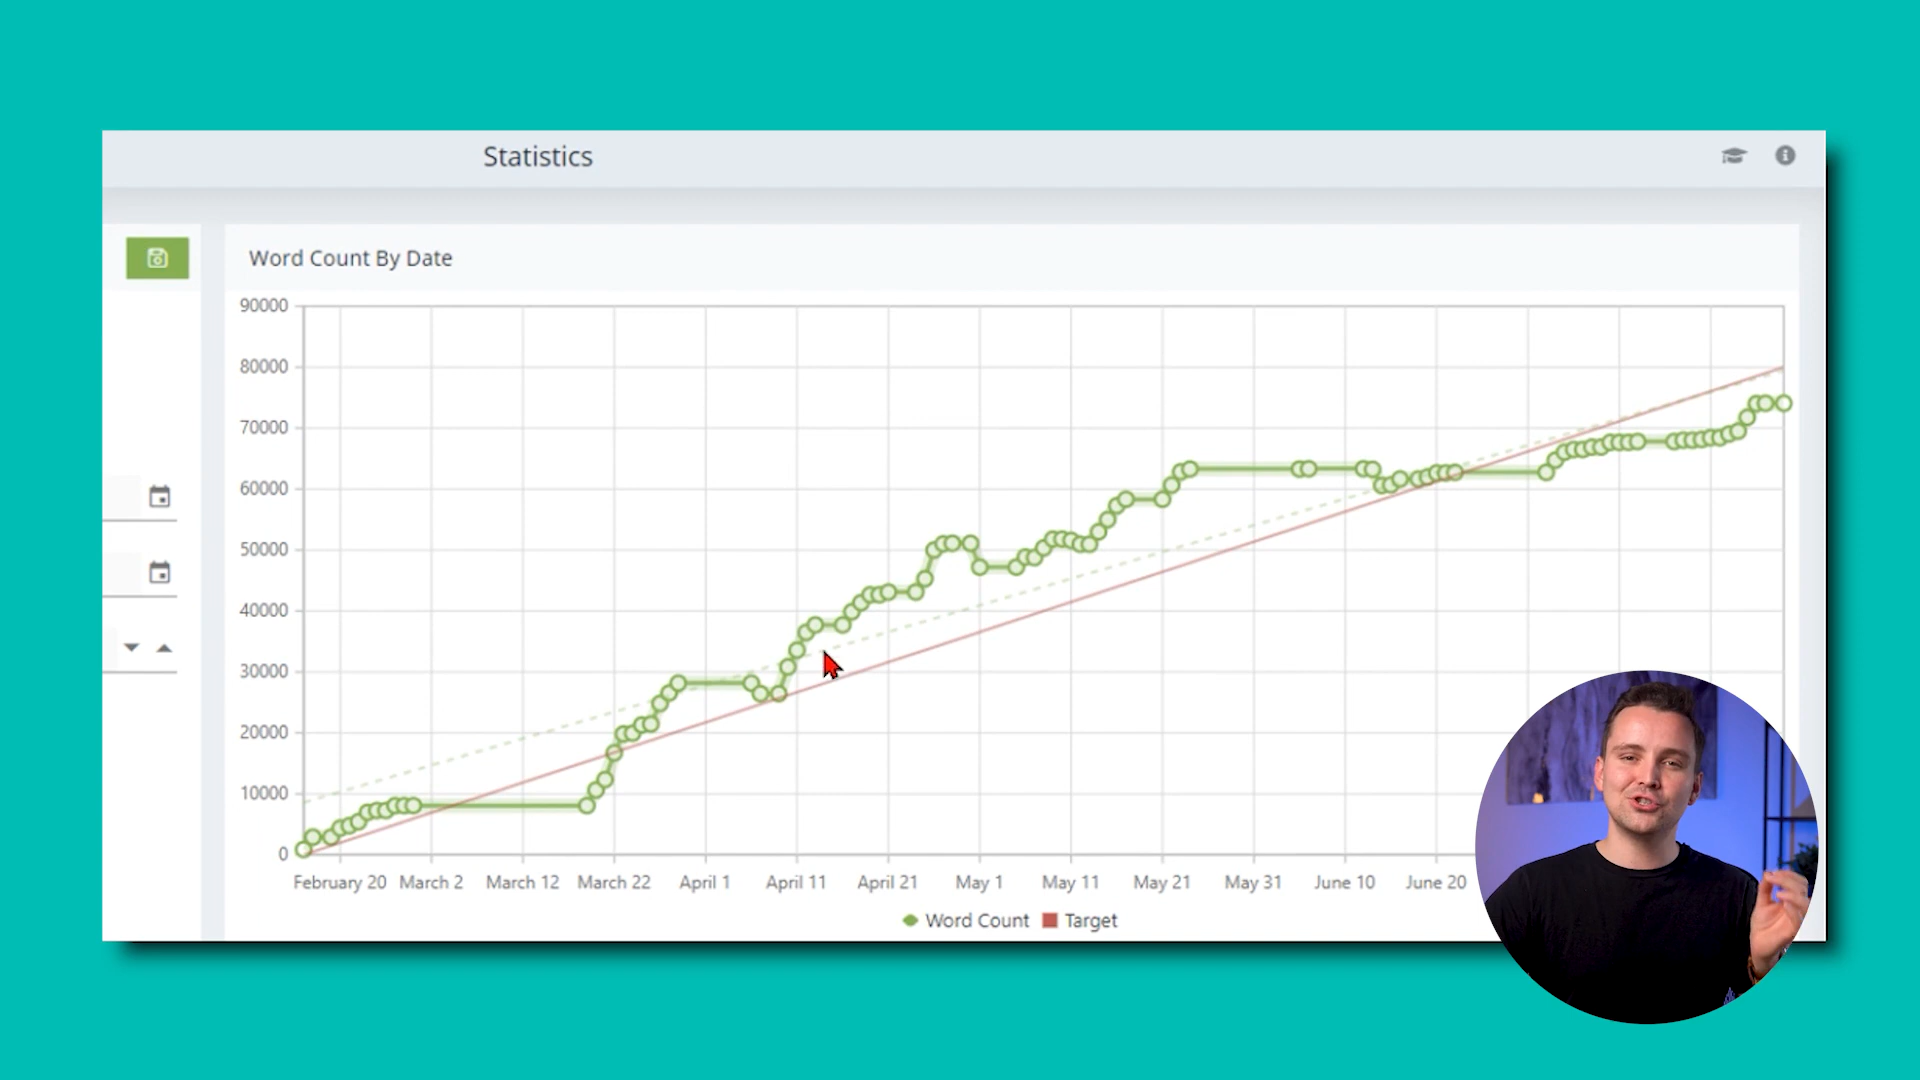 Statistics
Word Count By Date
90000
80000
70000
60000
50000
40000
30000
20000
10000
0
February 20 March 2 March 12 March 22 April 1 April 11 April 21 May 1 May 11 May 21 May 31 June 10 June 20
Word Count Target